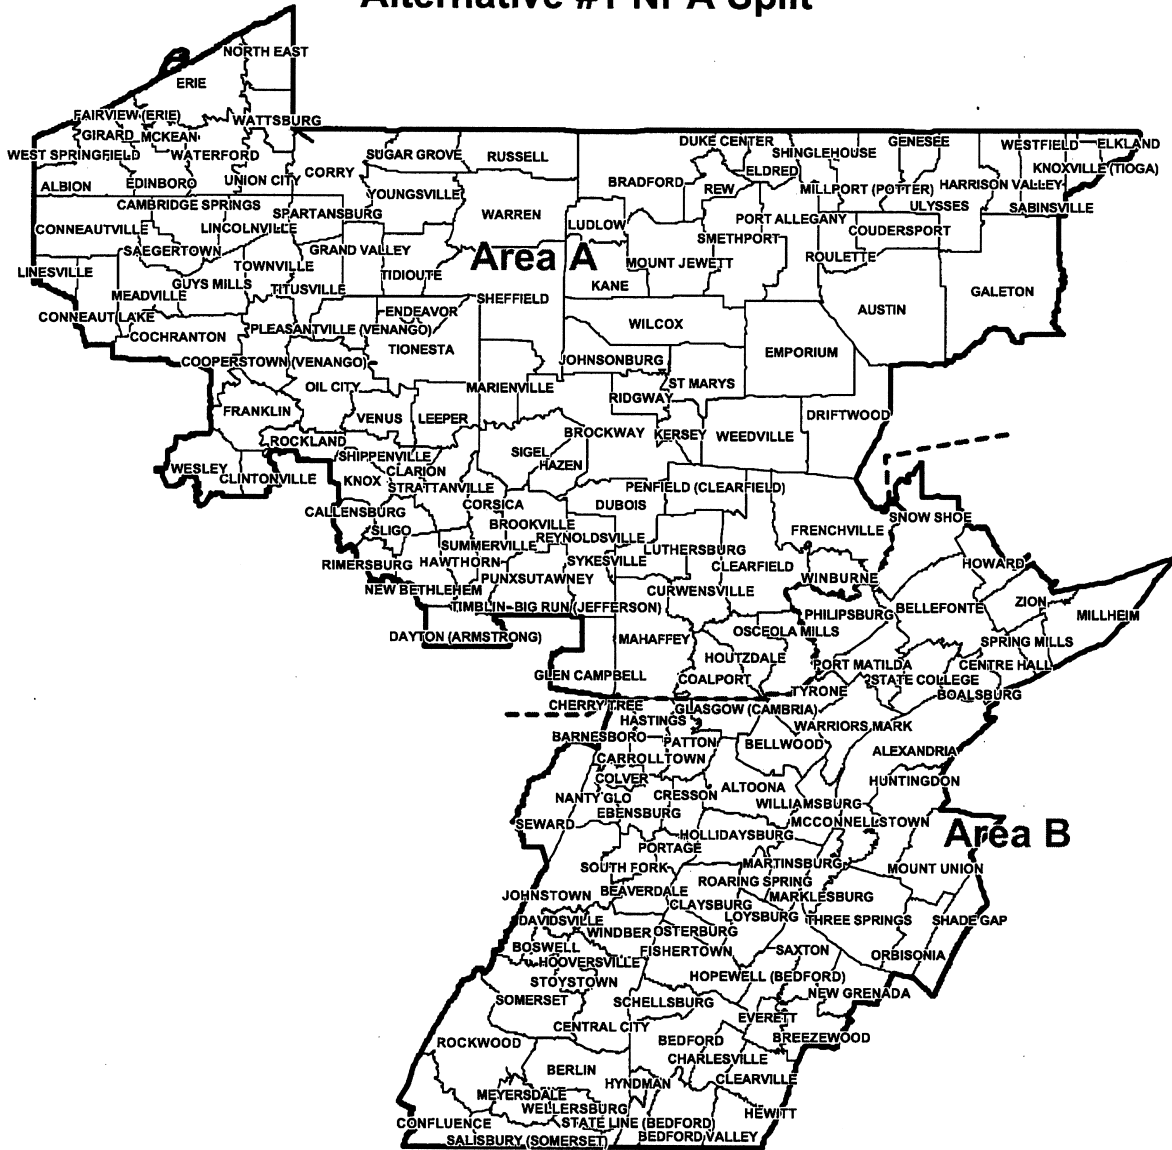 Alternative #1 NPA Split
NORTH EAST
ERIE
FAIRVIEW (ERIE)
WATTSBURG
GIRARD
MCKEAN
WEST SPRINGFIELD
WATERFORD
ALBION
EDINBORO
UNION CITY
CORRY
SUGAR GROVE
RUSSELL
YOUNGSVILLE
CAMBRIDGE SPRINGS
SPARTANSBURG
WARREN
CONNEAUTVILLE
LINCOLNVILLE
SAEGERTOWN
GRAND VALLEY
LINESVILLE
TOWNVILLE
TIDIOUTE
Area A
GUYS MILLS
TITUSVILLE
MEADVILLE
SHEFFIELD
CONNEAUT LAKE
ENDEAVOR
COCHRANTON
PLEASANTVILLE (VENANGO)
TIONESTA
COOPERSTOWN (VENANGO)
OIL CITY
MARIENVILLE
FRANKLIN
VENUS
LEEPER
ROCKLAND
DUKE CENTER
SHINGLEHOUSE
GENESEE
WESTFIELD
ELKLAND
ELDRED
KNOXVILLE (TIOGA)
BRADFORD
REW
MILLPORT (POTTER)
HARRISON VALLEY
ULYSSES
SABINSVILLE
LUDLOW
PORT ALLEGANY
COUDERSPORT
SMETHPORT
MOUNT JEWETT
ROULETTE
KANE
GALETON
AUSTIN
WILCOX
EMPORIUM
JOHNSONBURG
ST MARYS
RIDGWAY
DRIFTWOOD
BROCKWAY
KERSEY
WEEDVILLE
SHIPPENVILLE
SIGEL
HAZEN
WESLEY
CLINTONVILLE
KNOX
CLARION
STRATTANVILLE
PENFIELD (CLEARFIELD)
CALLENSBURG
CORSICA
DUBOIS
SNOW SHOE
SLIGO
BROOKVILLE
FRENCHVILLE
SUMMERVILLE
REYNOLDSVILLE
LUTHERSBURG
RIMERSBURG
HAWTHORN
SYKESVILLE
CLEARFIELD
HOWARD
NEW BETHLEHEM
PUNXSUTAWNEY
CURWENSVILLE
WINBURNE
TIMBLIN
BIG RUN (JEFFERSON)
PHILIPSBURG
BELLEFONTE
ZION
MILLHEIM
DAYTON (ARMSTRONG)
MAHAFFEY
OSCEOLA MILLS
SPRING MILLS
HOUTZDALE
PORT MATILDA
CENTRE HALL
GLEN CAMPBELL
COALPORT
STATE COLLEGE
TYRONE
BOALSBURG
CHERRY TREE
GLASGOW (CAMBRIA)
HASTINGS
WARRIORS MARK
BARNESBORO
PATTON
BELLWOOD
ALEXANDRIA
CARROLLTOWN
COLVER
HUNTINGDON
NANTY GLO
CRESSON
ALTOONA
WILLIAMSBURG
EBENSBURG
SEWARD
MCCONNELLSTOWN
HOLLIDAYSBURG
Area B
PORTAGE
SOUTH FORK
MARTINSBURG
MOUNT UNION
ROARING SPRING
JOHNSTOWN
BEAVERDALE
MARKLESBURG
CLAYSBURG
DAVIDSVILLE
LOYSBURG
THREE SPRINGS
SHADE GAP
WINDBER
OSTERBURG
BOSWELL
FISHERTOWN
SAXTON
ORBISONIA
HOOVERSVILLE
STOYSTOWN
HOPEWELL (BEDFORD)
SOMERSET
SCHELLSBURG
NEW GRENADA
CENTRAL CITY
EVERETT
ROCKWOOD
BEDFORD
BREEZEWOOD
CHARLESVILLE
BERLIN
HYNDMAN
CLEARVILLE
MEYERSDALE
WELLERSBURG
HEWITT
CONFLUENCE
STATE LINE (BEDFORD)
SALISBURY (SOMERSET)
BEDFORD VALLEY